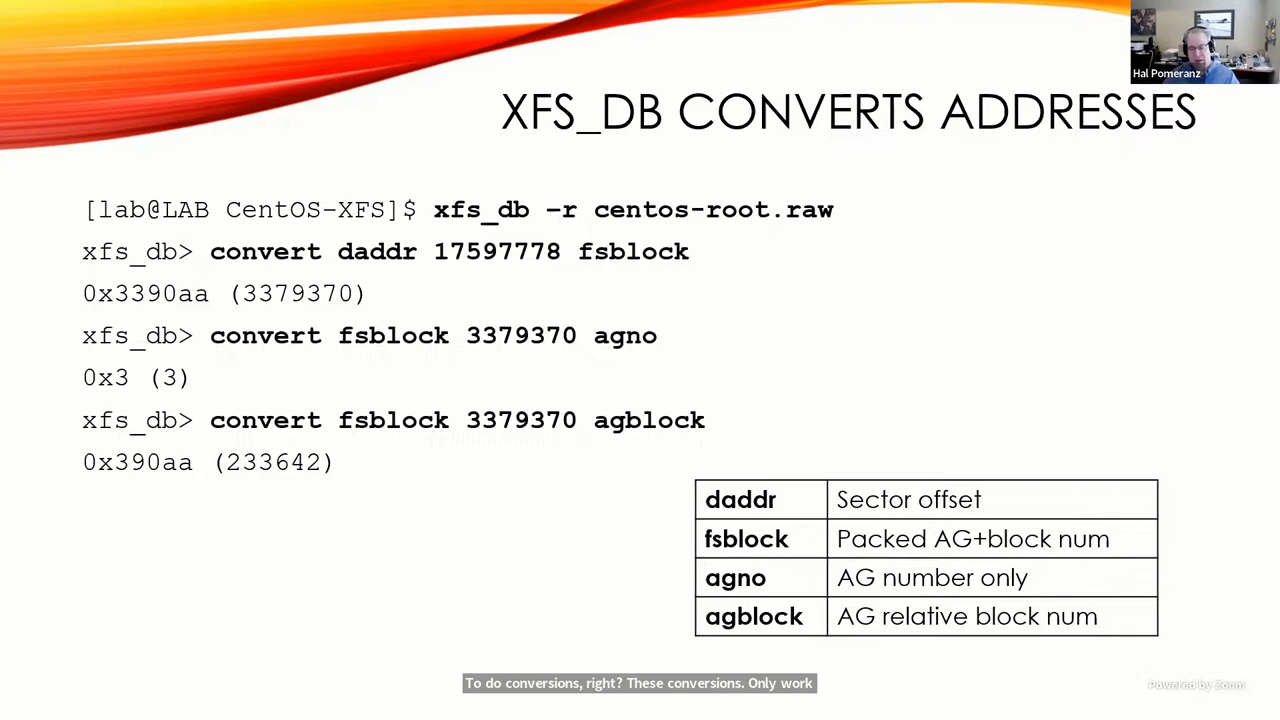 Hal Pomeranz
XFS_DB CONVERTS ADDRESSES
[lab@LAB CentOS-XFS]$ xfs_db –r centos-root.raw
xfs_db> convert daddr 17597778 fsblock
0x3390aa (3379370)
xfs_db> convert fsblock 3379370 agno
0x3 (3)
xfs_db> convert fsblock 3379370 agblock
0x390aa (233642)
daddr Sector offset
fsblock Packed AG+block num
agno AG number only
agblock AG relative block num
To do conversions, right? These conversions. Only work
Powered by Zoom